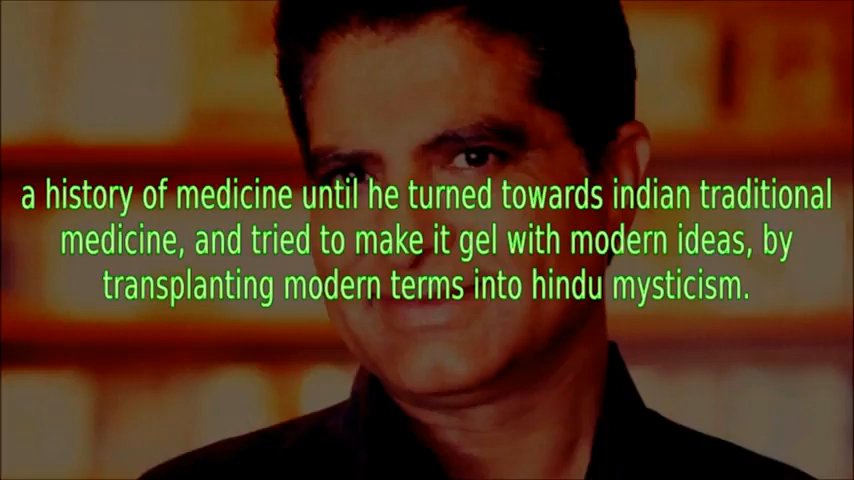 a history of medicine until he turned towards indian traditional
medicine, and tried to make it gel with modern ideas, by
transplanting modern terms into hindu mysticism.